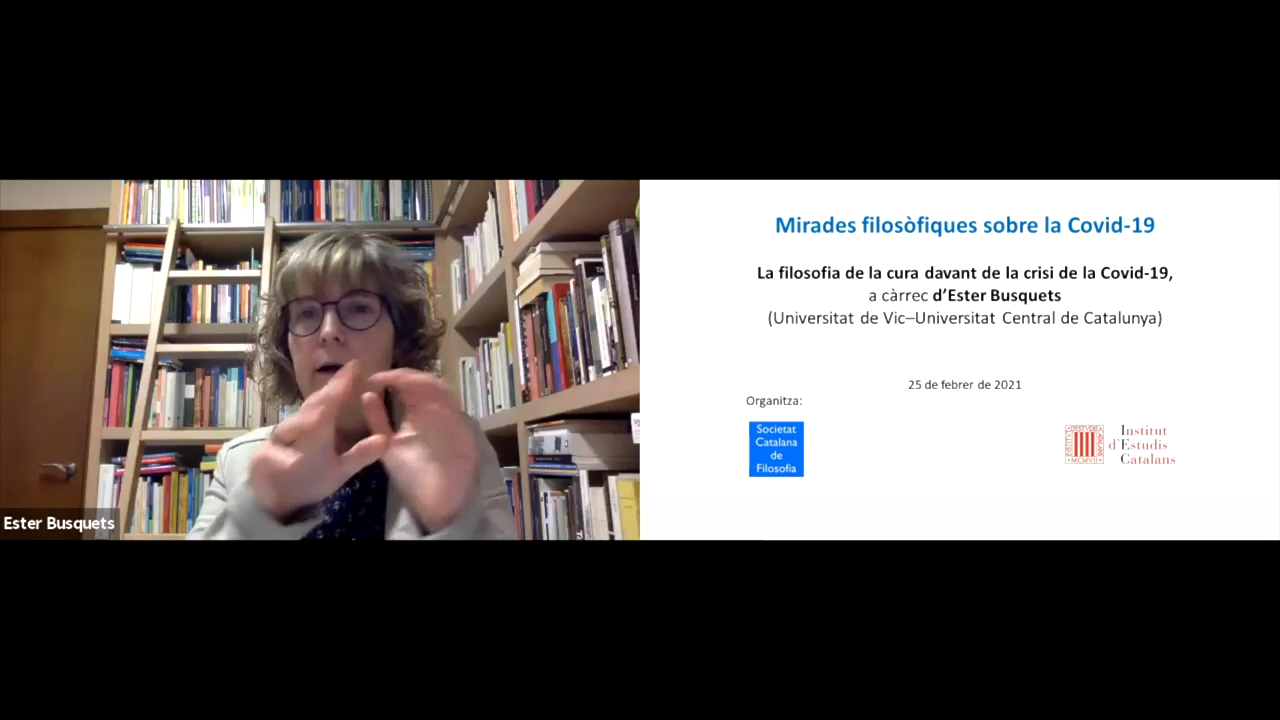 Ester Busquets
Mirades filosòfiques sobre la Covid-19
La filosofia de la cura davant de la crisi de la Covid-19,
a càrrec d’Ester Busquets
(Universitat de Vic–Universitat Central de Catalunya)
25 de febrer de 2021
Organitza:
Societat
Catalana
de
Filosofia
Institut
d'Estudis
Catalans